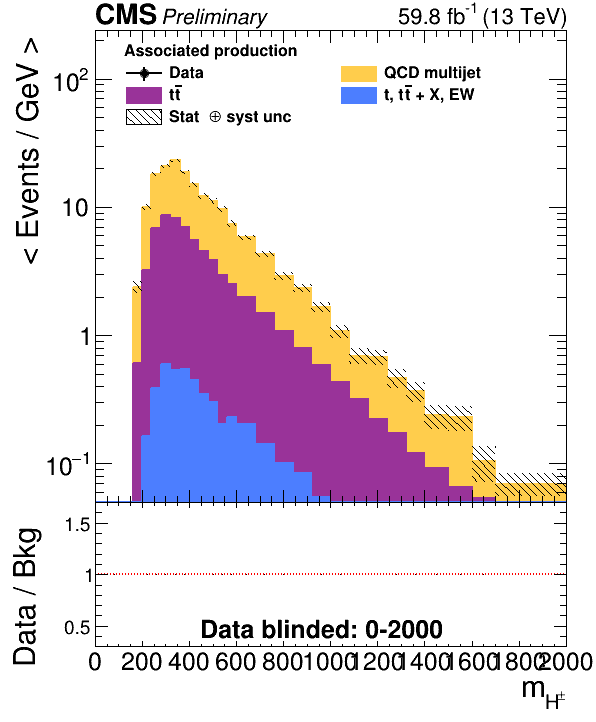 CMS Preliminary 59.8 fb⁻¹ (13 TeV)
< Events / GeV >
Associated production
Data
QCD multijet
tt̄
t, tt̄ + X, EW
Stat ⊕ syst unc
10²
10
1
10⁻¹
Data / Bkg
1.5
1
0.5
Data blinded: 0-2000
0 200 400 600 800 1000 1200 1400 1600 1800 2000
m_H±